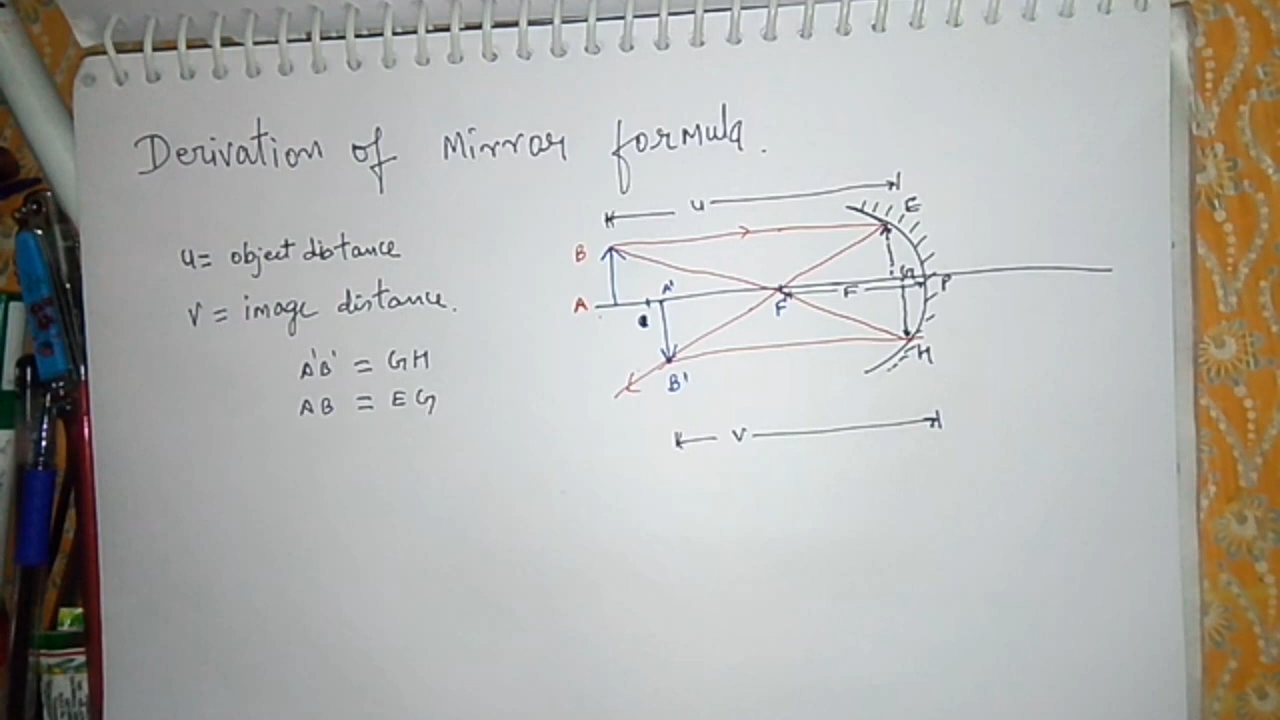 Derivation of Mirror formula.
u = object distance
v = image distance.
A'B' = GH
AB = EG
u
E
B
A
A'
F
F
G
P
H
B'
v